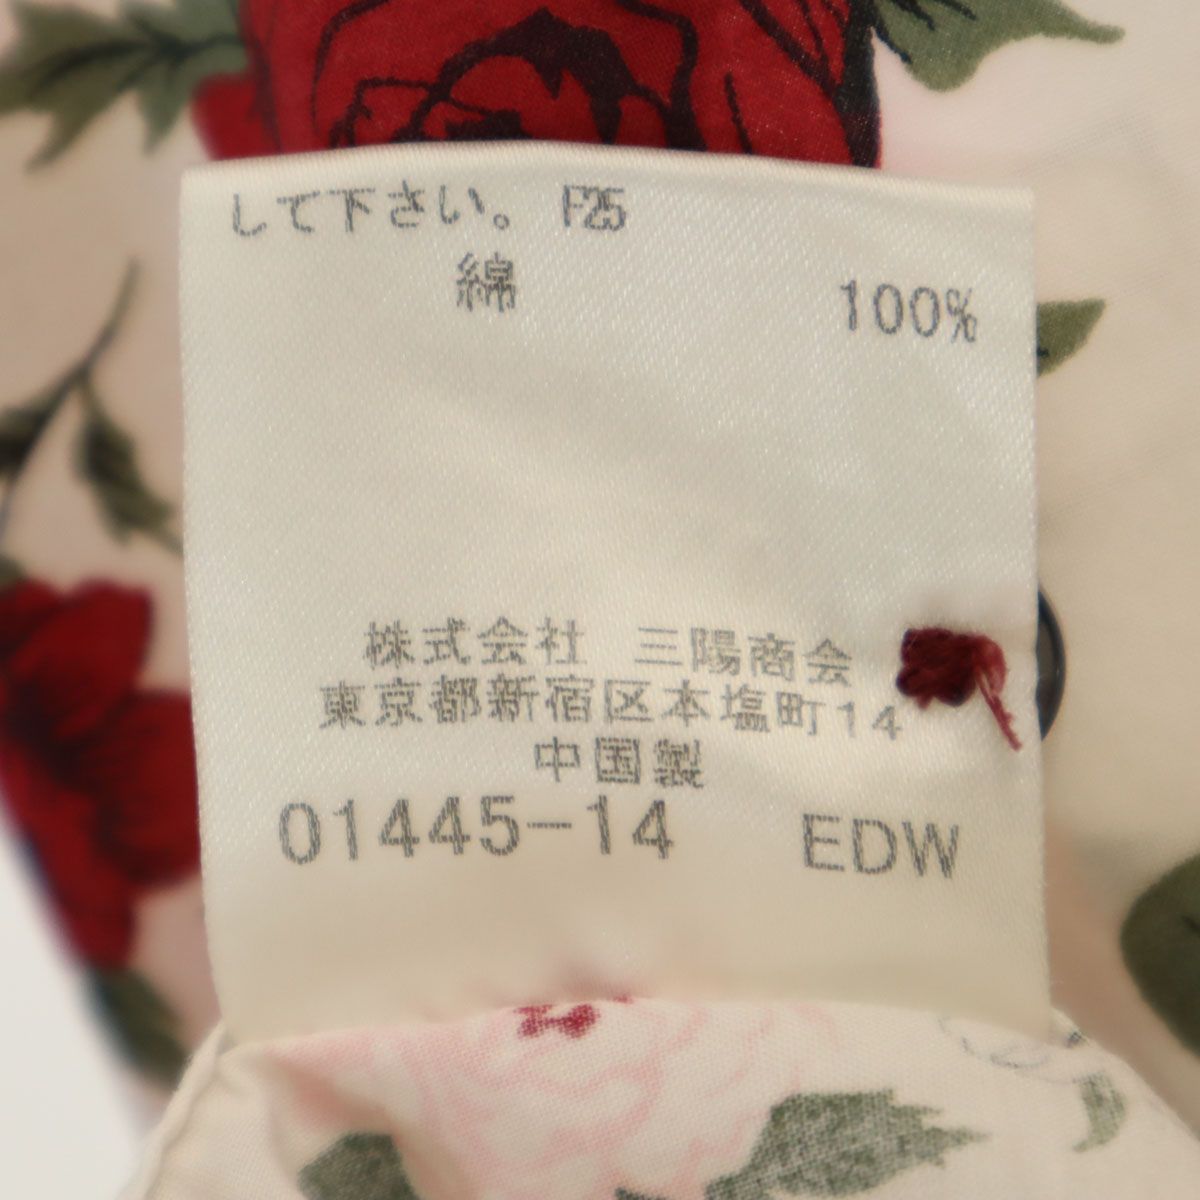 して下さい。 F25
綿 100%
株式会社 三陽商会
東京都新宿区本塩町14
中国製
01445-14 EDW